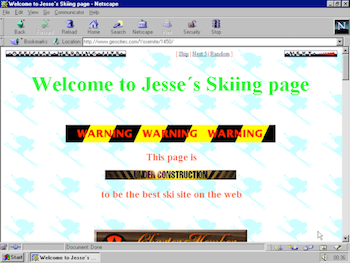 Welcome to Jesse's Skiing page - Netscape
File Edit View Go Communicator Help
Back Reload Home Search Netscape Print Security Stop
Bookmarks Location: http://www.geocities.com/Yosemite/1450/
[ Skip | Next 5 | Random ]
Welcome to Jesse´s Skiing page
WARNING WARNING WARNING
This page is
UNDER CONSTRUCTION
to be the best ski site on the web
Charter Member
Document: Done
Start Welcome to Jesse's ... 00:36